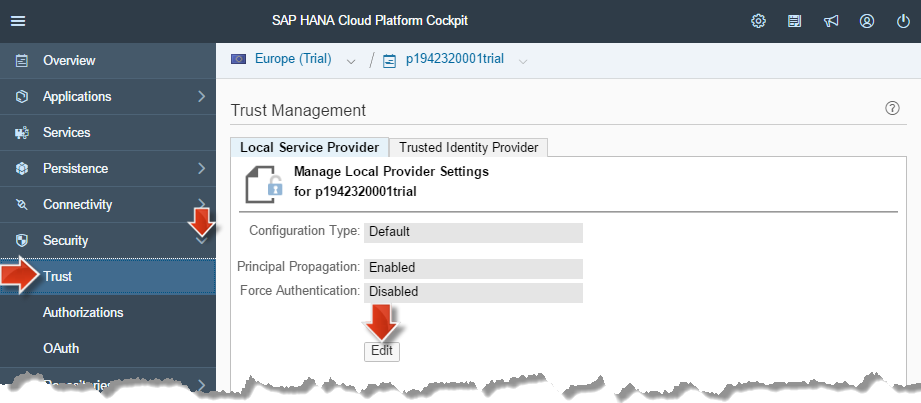 SAP HANA Cloud Platform Cockpit
Overview
Applications
Services
Persistence
Connectivity
Security
Trust
Authorizations
OAuth
Repositories
Europe (Trial) / p1942320001trial
Trust Management
Local Service Provider Trusted Identity Provider
Manage Local Provider Settings
for p1942320001trial
Configuration Type: Default
Principal Propagation: Enabled
Force Authentication: Disabled
Edit